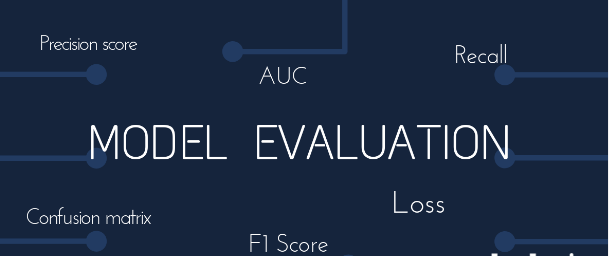 Precision score
AUC
Recall
MODEL EVALUATION
Loss
Confusion matrix
F1 Score